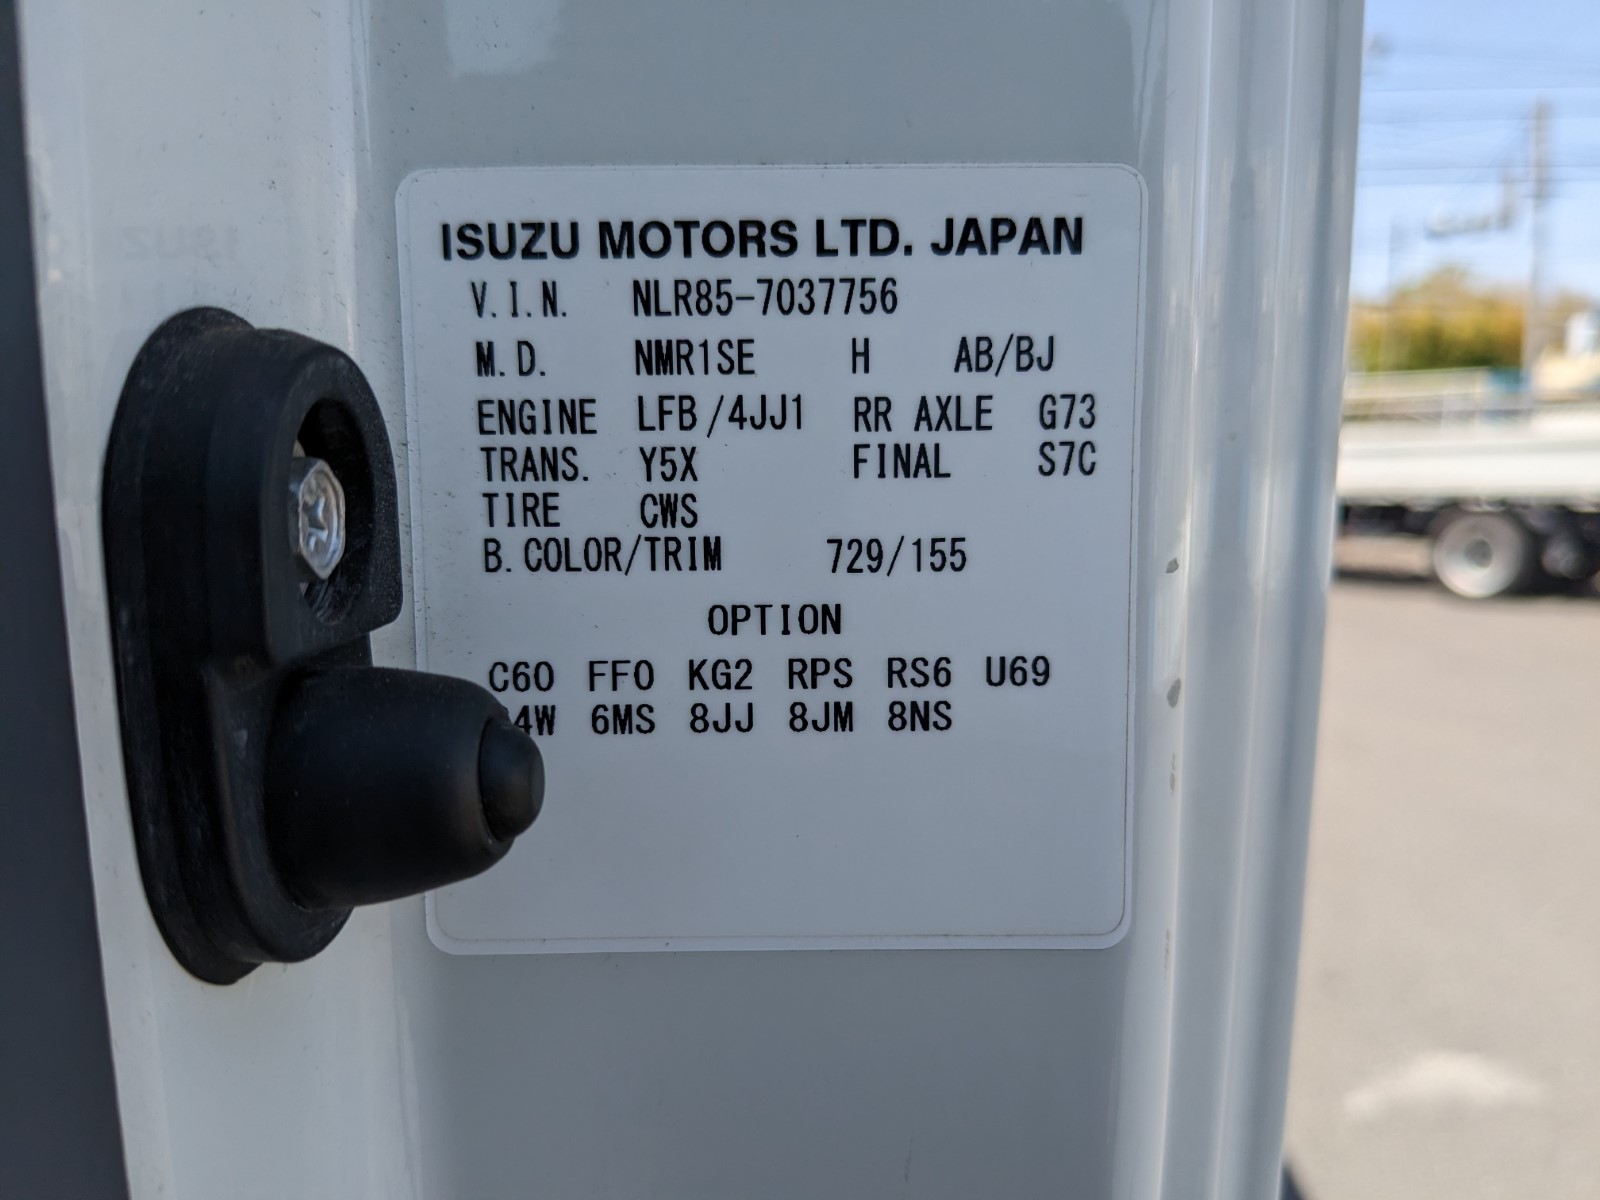 ISUZU MOTORS LTD. JAPAN
V.I.N. NLR85-7037756
M.D. NMR1SE H AB/BJ
ENGINE LFB/4JJ1 RR AXLE G73
TRANS. Y5X FINAL S7C
TIRE CWS
B.COLOR/TRIM 729/155
OPTION
C60 FF0 KG2 RPS RS6 U69
6MS 8JJ 8JM 8NS